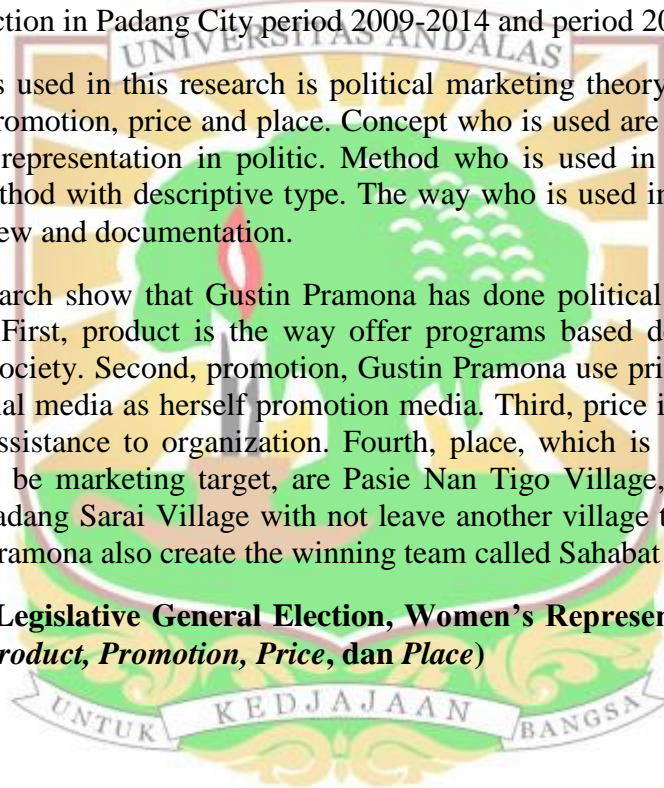 ction in Padang City period 2009-2014 and period 20
UNIVERSITAS ANDALAS
s used in this research is political marketing theory
romotion, price and place. Concept who is used are
representation in politic. Method who is used in
thod with descriptive type. The way who is used in
ew and documentation.
arch show that Gustin Pramona has done political
First, product is the way offer programs based d
ociety. Second, promotion, Gustin Pramona use pri
ial media as herself promotion media. Third, price i
ssistance to organization. Fourth, place, which is
be marketing target, are Pasie Nan Tigo Village,
adang Sarai Village with not leave another village t
ramona also create the winning team called Sahabat
Legislative General Election, Women’s Represer
roduct, Promotion, Price, dan Place)
UNTUK KEDJAJAAN BANGSA